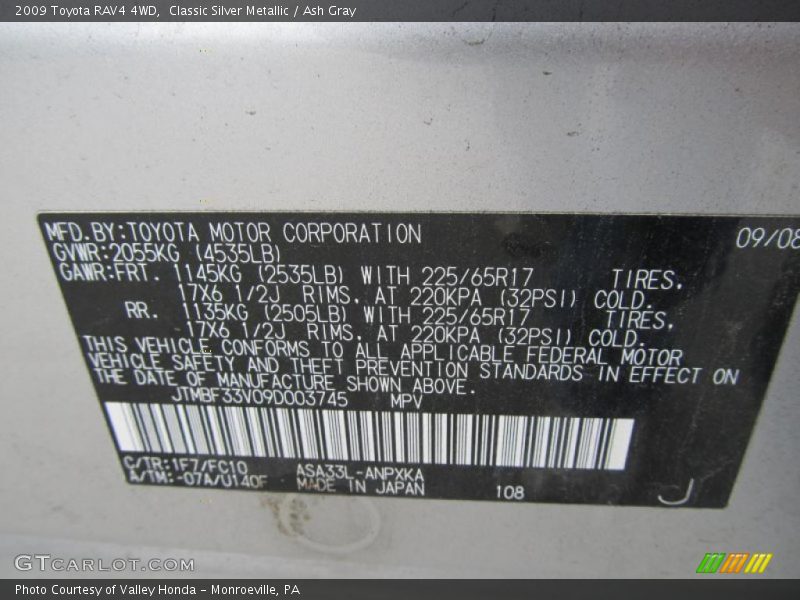 2009 Toyota RAV4 4WD,  Classic Silver Metallic / Ash Gray
MFD.BY:TOYOTA MOTOR CORPORATION 09/08
GVWR:2055KG (4535LB)
GAWR:FRT. 1145KG (2535LB) WITH 225/65R17 TIRES,
17X6 1/2J RIMS, AT 220KPA (32PSI) COLD.
RR. 1135KG (2505LB) WITH 225/65R17 TIRES,
17X6 1/2J RIMS, AT 220KPA (32PSI) COLD.
THIS VEHICLE CONFORMS TO ALL APPLICABLE FEDERAL MOTOR
VEHICLE SAFETY AND THEFT PREVENTION STANDARDS IN EFFECT ON
THE DATE OF MANUFACTURE SHOWN ABOVE.
JTMBF33V09D003745 MPV
C/TR:1F7/FC10 ASA33L-ANPXKA
A/TM:-07A/U140F MADE IN JAPAN 108 J
GTCARLOT.COM
Photo Courtesy of Valley Honda - Monroeville, PA